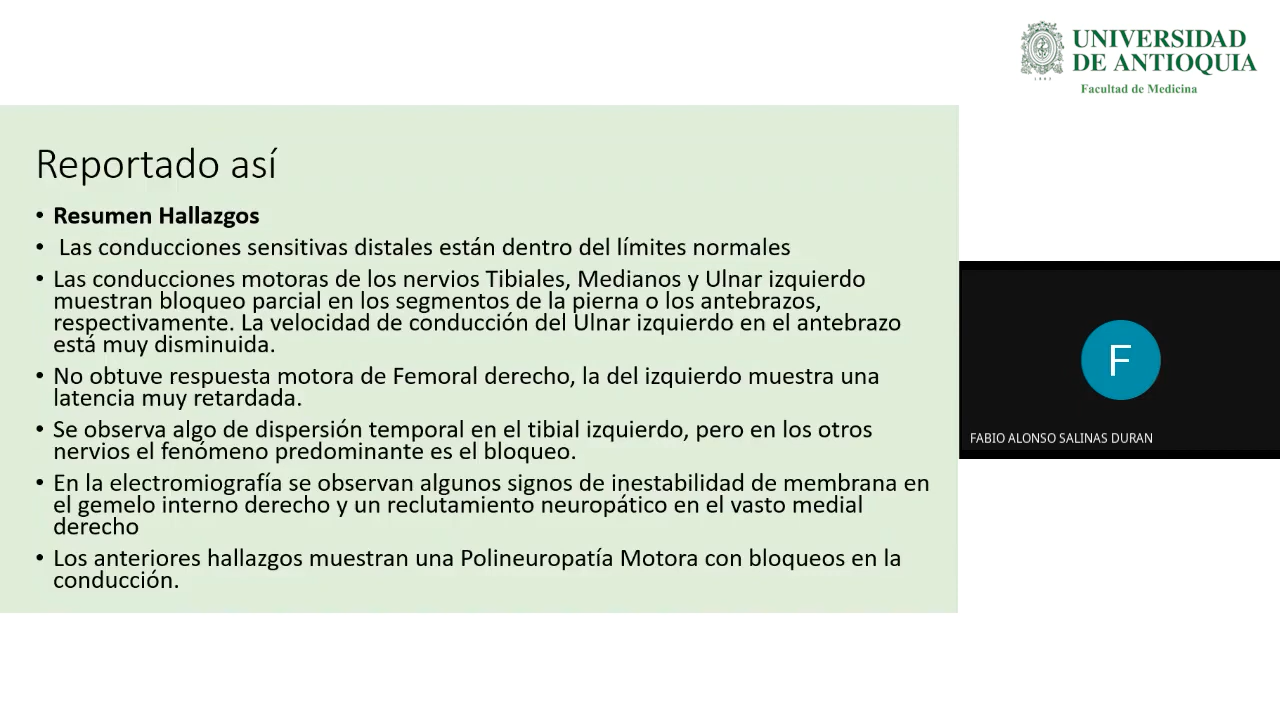 UNIVERSIDAD
DE ANTIOQUIA
1803
Facultad de Medicina
Reportado así
• Resumen Hallazgos
• Las conducciones sensitivas distales están dentro del límites normales
• Las conducciones motoras de los nervios Tibiales, Medianos y Ulnar izquierdo
muestran bloqueo parcial en los segmentos de la pierna o los antebrazos,
respectivamente. La velocidad de conducción del Ulnar izquierdo en el antebrazo
está muy disminuida.
• No obtuve respuesta motora de Femoral derecho, la del izquierdo muestra una
latencia muy retardada.
• Se observa algo de dispersión temporal en el tibial izquierdo, pero en los otros
nervios el fenómeno predominante es el bloqueo.
• En la electromiografía se observan algunos signos de inestabilidad de membrana en
el gemelo interno derecho y un reclutamiento neuropático en el vasto medial
derecho
• Los anteriores hallazgos muestran una Polineuropatía Motora con bloqueos en la
conducción.
F
FABIO ALONSO SALINAS DURAN